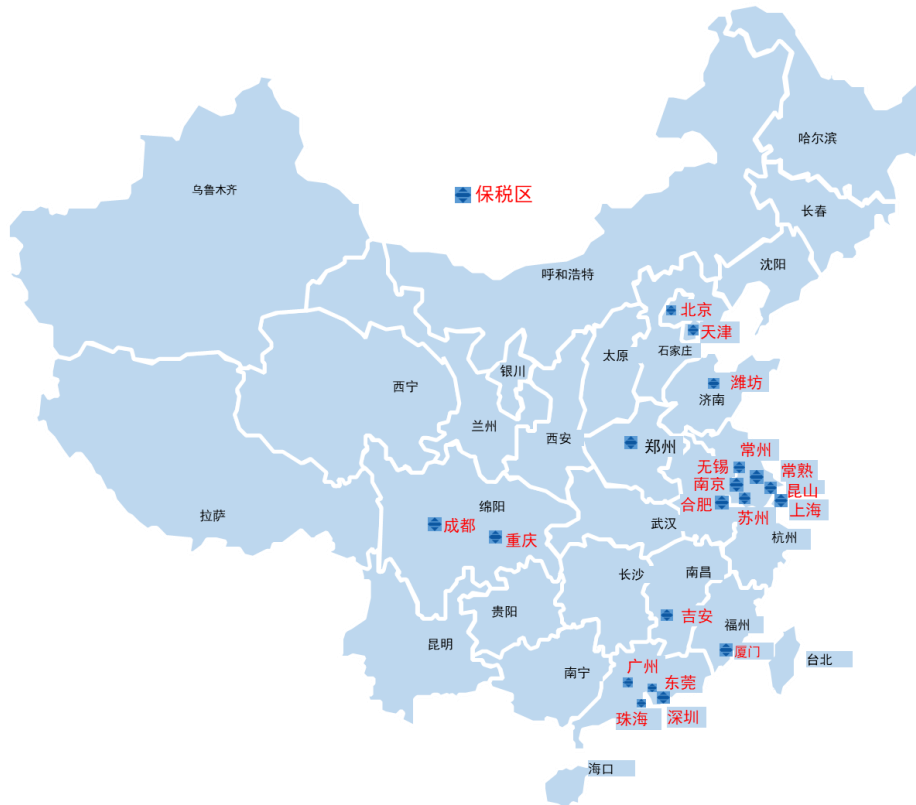 哈尔滨
乌鲁木齐
保税区
长春
沈阳
呼和浩特
北京
天津
石家庄
太原
银川
潍坊
西宁
济南
兰州
西安
郑州
常州
无锡
常熟
南京
昆山
合肥
绵阳
上海
苏州
拉萨
成都
武汉
重庆
杭州
长沙
南昌
贵阳
吉安
福州
昆明
厦门
台北
广州
南宁
东莞
珠海
深圳
海口